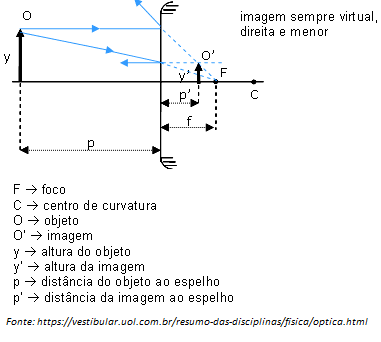 imagem sempre virtual,
direita e menor
O
O'
y
y'
F
C
p'
f
p
F → foco
C → centro de curvatura
O → objeto
O' → imagem
y → altura do objeto
y' → altura da imagem
p → distância do objeto ao espelho
p' → distância da imagem ao espelho
Fonte: https://vestibular.uol.com.br/resumo-das-disciplinas/fisica/optica.html